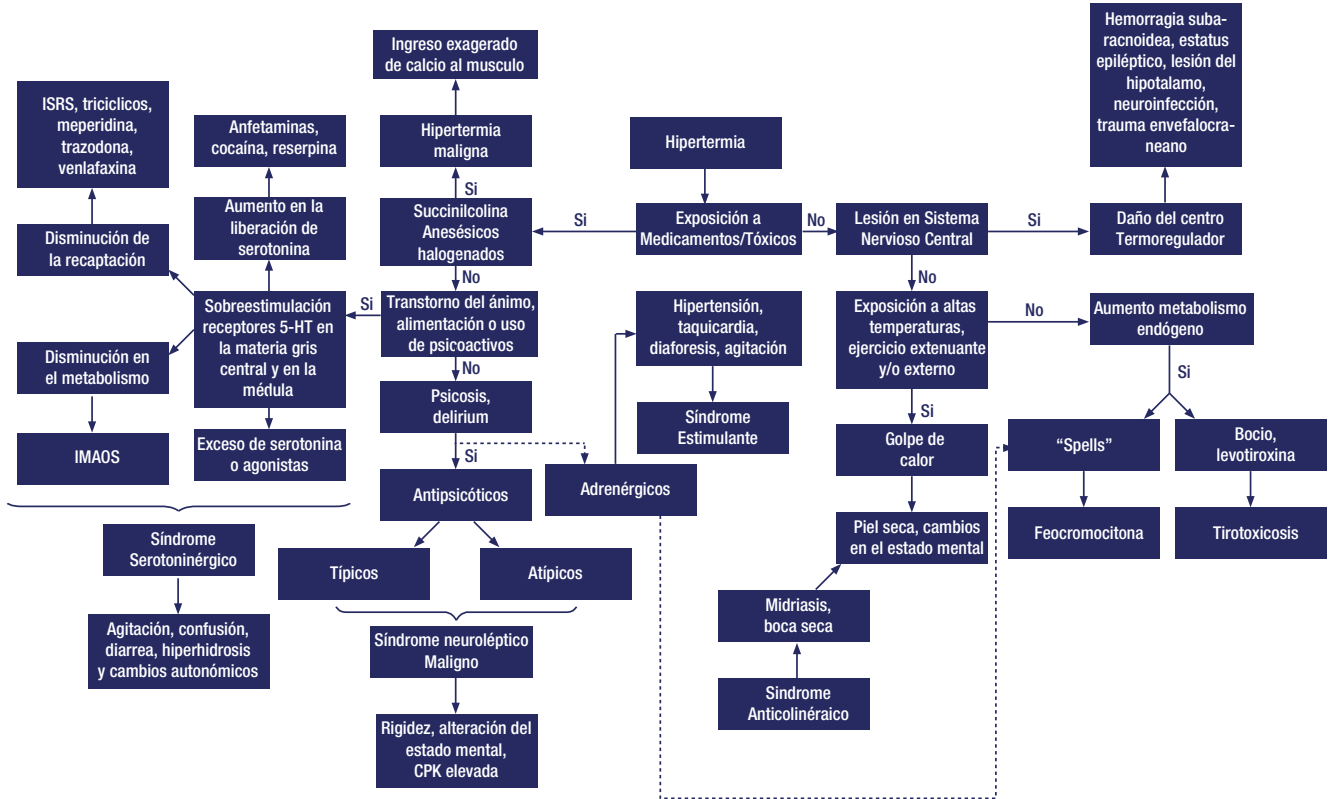 Hipertermia
Exposición a
Medicamentos/Tóxicos
Si
No
Succinilcolina
Anesésicos
halogenados
Si
Hipertermia
maligna
Ingreso exagerado
de calcio al musculo
No
Transtorno del ánimo,
alimentación o uso
de psicoactivos
Si
Sobreestimulación
receptores 5-HT en
la materia gris
central y en la
médula
Aumento en la
liberación de
serotonina
Anfetaminas,
cocaína, reserpina
Disminución de
la recaptación
ISRS, triciclicos,
meperidina,
trazodona,
venlafaxina
Disminución en
el metabolismo
IMAOS
Exceso de serotonina
o agonistas
Síndrome
Serotoninérgico
Agitación, confusión,
diarrea, hiperhidrosis
y cambios autonómicos
No
Psicosis,
delirium
Si
Antipsicóticos
Típicos
Atípicos
Síndrome neuroléptico
Maligno
Rigidez, alteración del
estado mental,
CPK elevada
Adrenérgicos
Hipertensión,
taquicardia,
diaforesis, agitación
Síndrome
Estimulante
Lesión en Sistema
Nervioso Central
Si
Daño del centro
Termoregulador
Hemorragia suba-
racnoidea, estatus
epiléptico, lesión del
hipotalamo,
neuroinfección,
trauma envefalocra-
neano
No
Exposición a altas
temperaturas,
ejercicio extenuante
y/o externo
No
Aumento metabolismo
endógeno
Si
“Spells”
Feocromocitona
Bocio,
levotiroxina
Tirotoxicosis
Si
Golpe de
calor
Piel seca, cambios
en el estado mental
Midriasis,
boca seca
Sindrome
Anticolinéraico